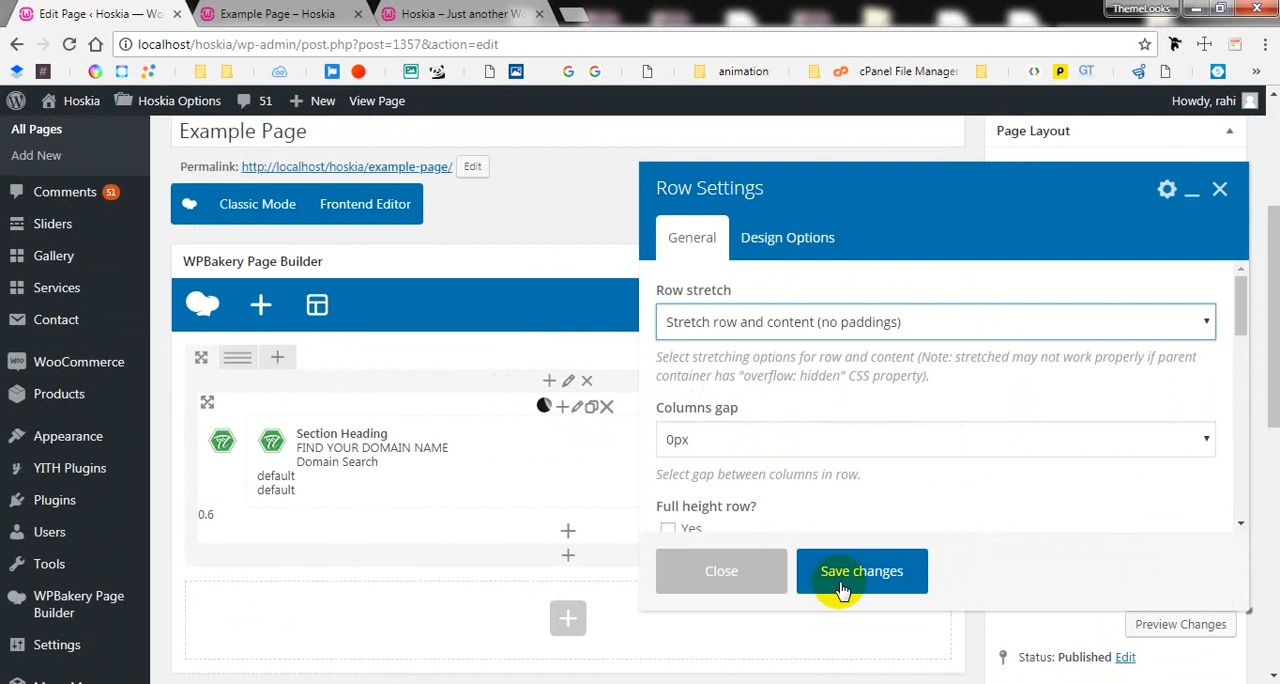 Edit Page ‹ Hoskia — Wo
Example Page – Hoskia
Hoskia – Just another Wo
ThemeLooks
localhost/hoskia/wp-admin/post.php?post=1357&action=edit
animation
cPanel File Manager
GT
»
Hoskia
Hoskia Options
51
New
View Page
Howdy, rahi
All Pages
Add New
Comments 51
Sliders
Gallery
Services
Contact
WooCommerce
Products
Appearance
YITH Plugins
Plugins
Users
Tools
WPBakery Page
Builder
Settings
Example Page
Permalink: http://localhost/hoskia/example-page/ Edit
Classic Mode
Frontend Editor
WPBakery Page Builder
Section Heading
FIND YOUR DOMAIN NAME
Domain Search
default
default
0.6
Row Settings
General
Design Options
Row stretch
Stretch row and content (no paddings)
Select stretching options for row and content (Note: stretched may not work properly if parent
container has "overflow: hidden" CSS property).
Columns gap
0px
Select gap between columns in row.
Full height row?
Yes
Close
Save changes
Page Layout
Preview Changes
Status: Published Edit